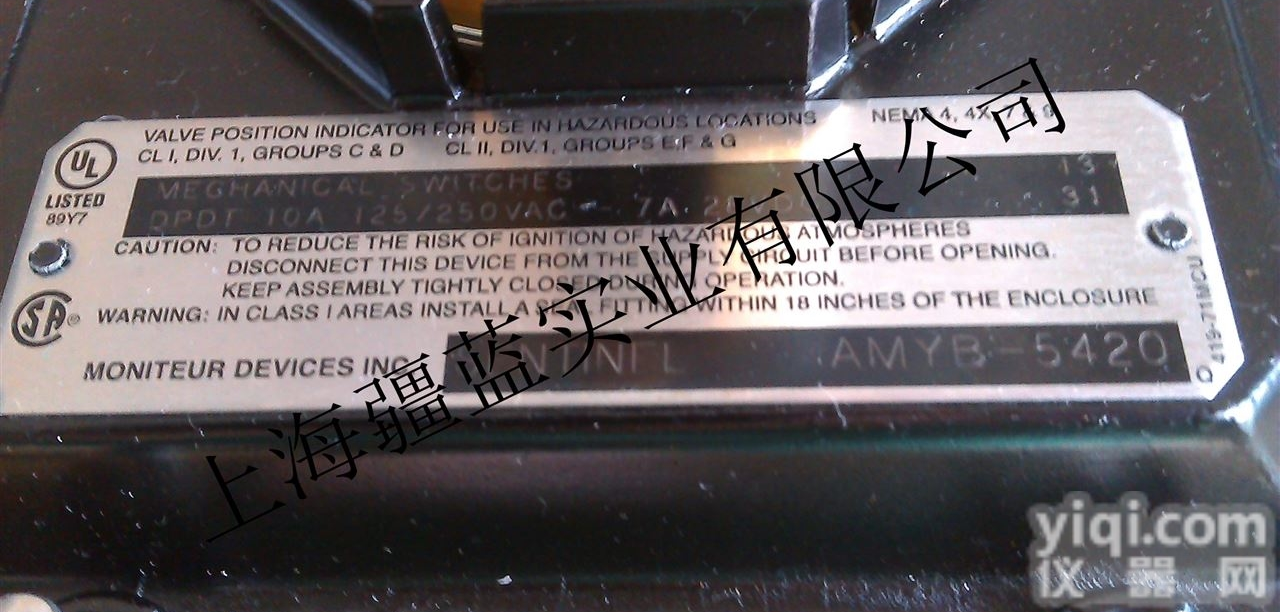 VALVE POSITION INDICATOR FOR USE IN HAZARDOUS LOCATIONS NEMA 4, 4X, 7 & 9
CL I, DIV. 1, GROUPS C & D CL II, DIV.1, GROUPS E F & G
UL
LISTED
89Y7
MECHANICAL SWITCHES 13
DPDT 10A 125/250VAC - 7A 31
CAUTION: TO REDUCE THE RISK OF IGNITION OF HAZARDOUS ATMOSPHERES
DISCONNECT THIS DEVICE FROM THE SUPPLY CIRCUIT BEFORE OPENING.
KEEP ASSEMBLY TIGHTLY CLOSED DURING OPERATION.
SA®
WARNING: IN CLASS I AREAS INSTALL A SEAL FITTING WITHIN 18 INCHES OF THE ENCLOSURE
MONITEUR DEVICES INC. AMYB-5420
上海疆蓝实业有限公司
yiqi.com
仪器网